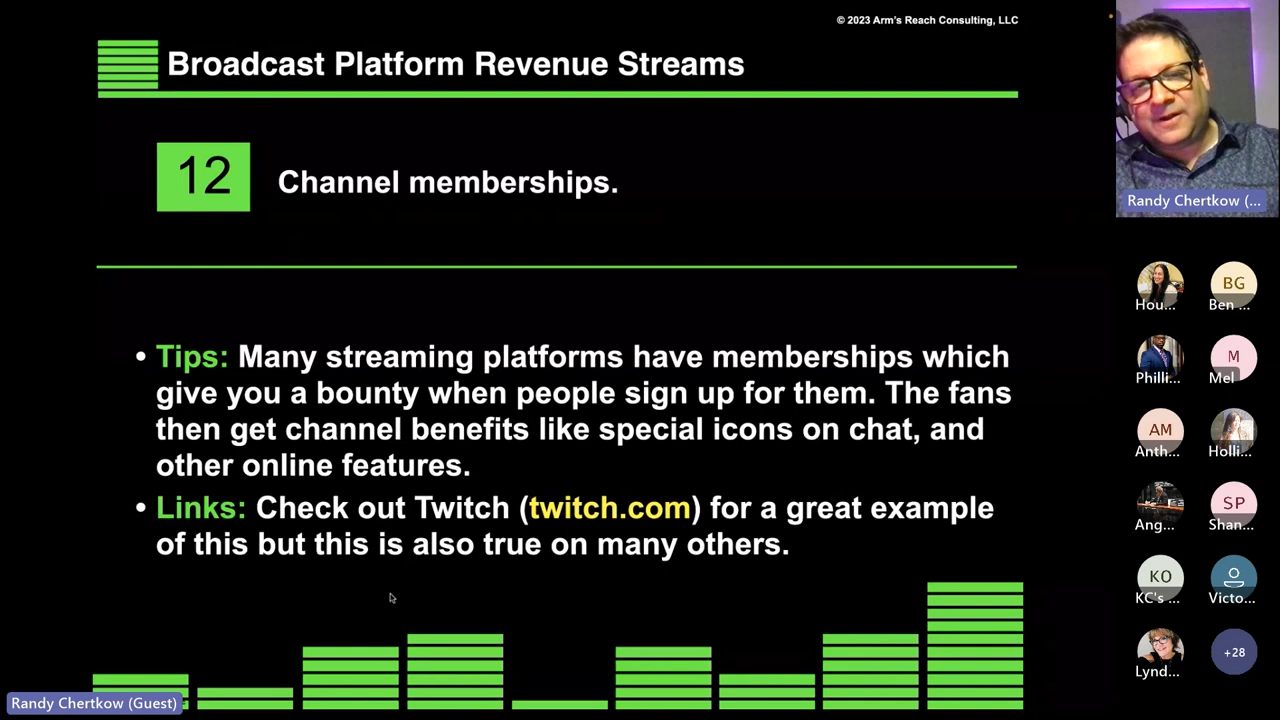 © 2023 Arm's Reach Consulting, LLC
Broadcast Platform Revenue Streams
12
Channel memberships.
• Tips: Many streaming platforms have memberships which
give you a bounty when people sign up for them. The fans
then get channel benefits like special icons on chat, and
other online features.
• Links: Check out Twitch (twitch.com) for a great example
of this but this is also true on many others.
Randy Chertkow (Guest)
Randy Chertkow (...
Hou...
BG
Ben ...
Philli...
M
Mel
AM
Anth...
Holli...
Ang...
SP
Shan...
KO
KC's ...
Victo...
Lynd...
+28